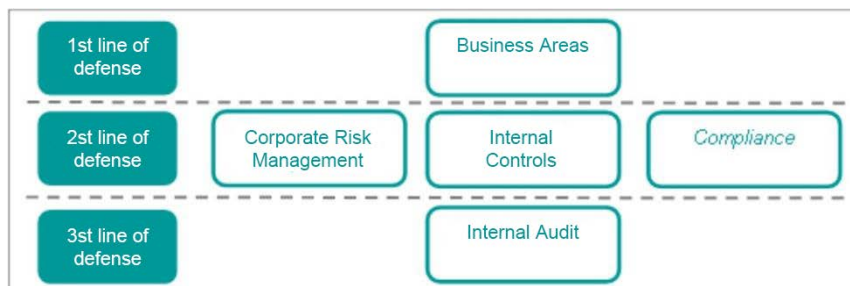 1st line of
defense
Business Areas
2st line of
defense
Corporate Risk
Management
Internal
Controls
Compliance
3st line of
defense
Internal Audit